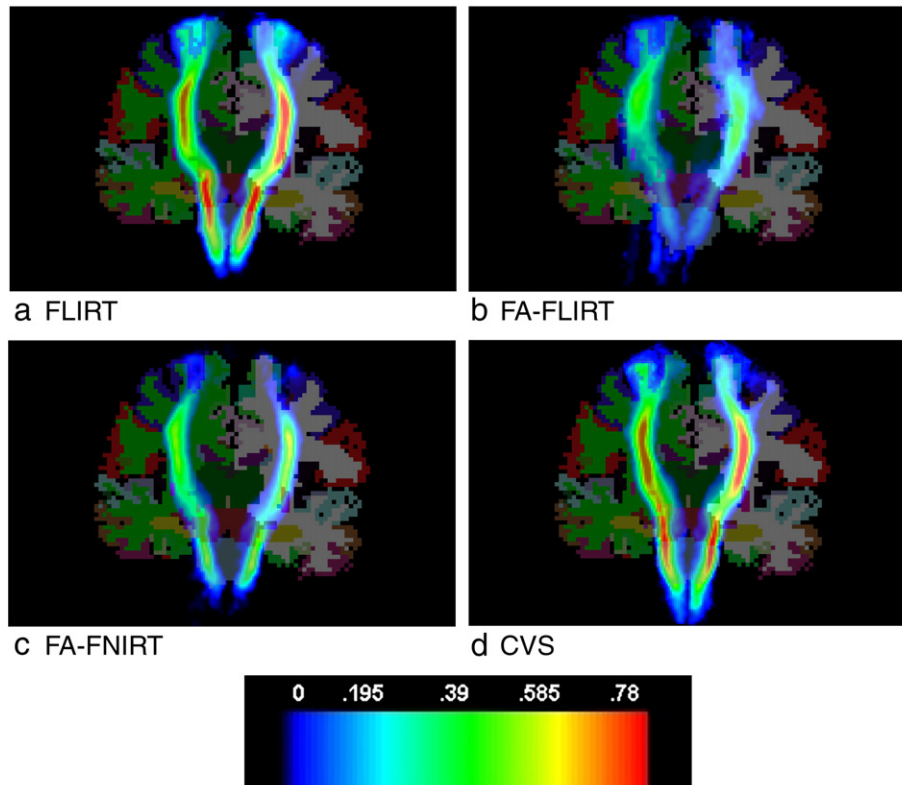 a FLIRT
b FA-FLIRT
c FA-FNIRT
d CVS
0 .195 .39 .585 .78